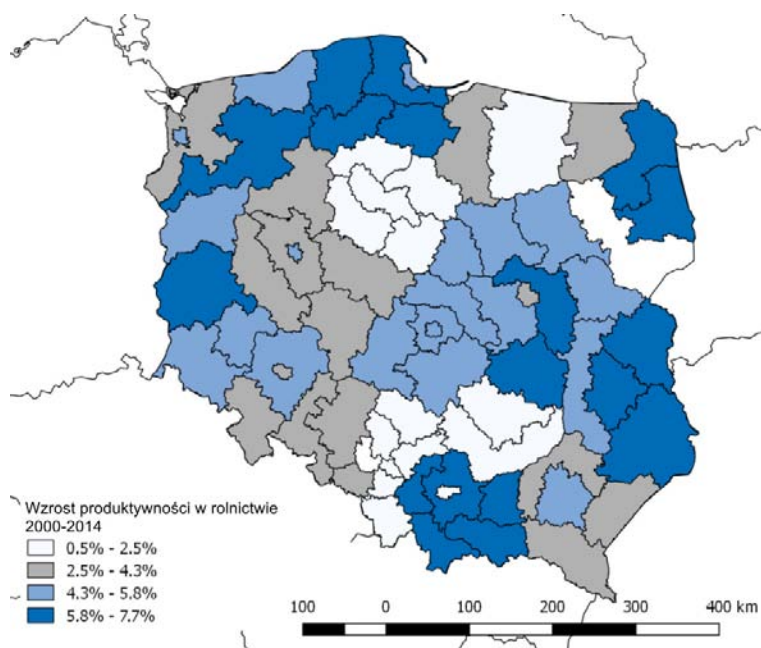 Wzrost produktywności w rolnictwie
2000-2014
0.5% - 2.5%
2.5% - 4.3%
4.3% - 5.8%
5.8% - 7.7%
100 0 100 200 300 400 km